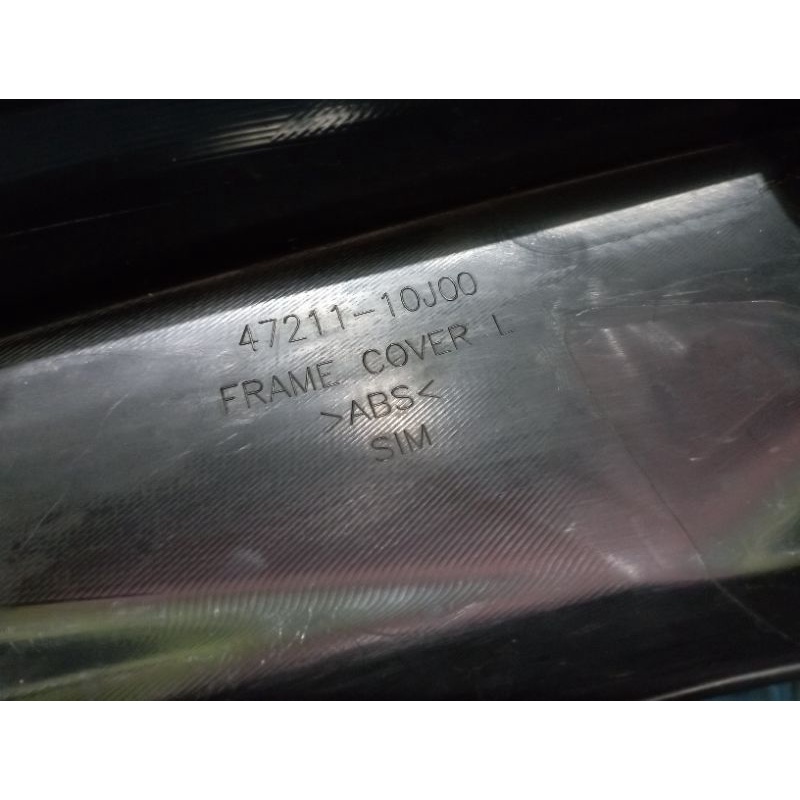 47211-10J00
FRAME COVER L
>ABS<
SIM